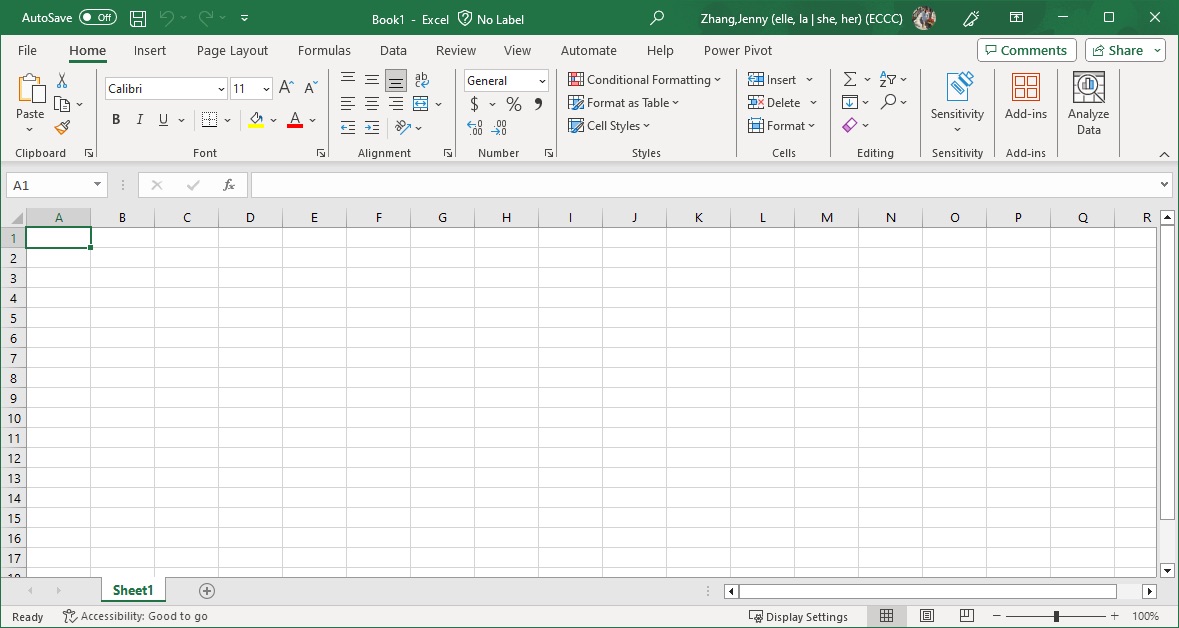 AutoSave Off Book1 - Excel No Label Zhang,Jenny (elle, la | she, her) (ECCC)
File Home Insert Page Layout Formulas Data Review View Automate Help Power Pivot Comments Share
Calibri 11 General Conditional Formatting Insert
Paste Format as Table Delete Sensitivity Add-ins Analyze Data
B I U A $ % Cell Styles Format
Clipboard Font Alignment Number Styles Cells Editing Sensitivity Add-ins
A1 fx
A B C D E F G H I J K L M N O P Q R
1
2
3
4
5
6
7
8
9
10
11
12
13
14
15
16
17
18
Sheet1
Ready Accessibility: Good to go Display Settings 100%